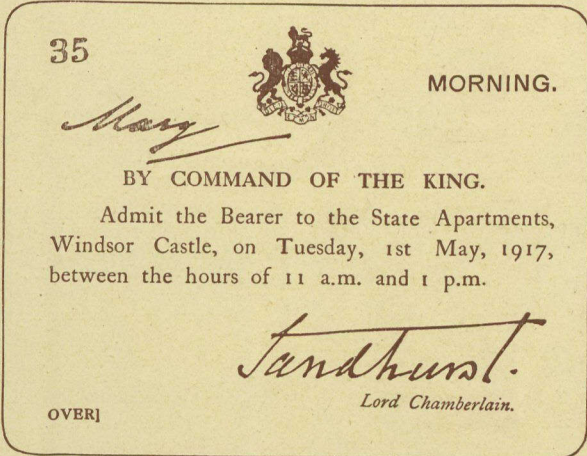 35
MORNING.
Mary
BY COMMAND OF THE KING.
Admit the Bearer to the State Apartments,
Windsor Castle, on Tuesday, 1st May, 1917,
between the hours of 11 a.m. and 1 p.m.
Sandhurst.
Lord Chamberlain.
OVER]